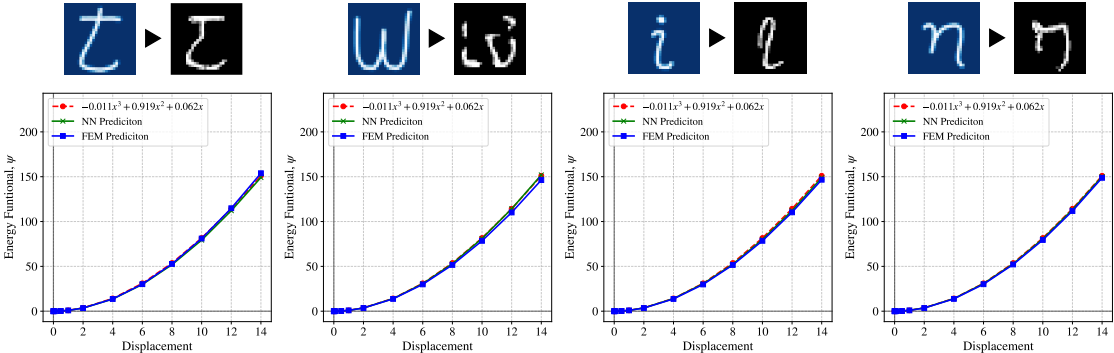 t
w
i
n
−0.011x³ + 0.919x² + 0.062x
NN Prediciton
FEM Prediciton
Energy Funtional, ψ
0
50
100
150
200
0 2 4 6 8 10 12 14
Displacement
−0.011x³ + 0.919x² + 0.062x
NN Prediciton
FEM Prediciton
Energy Funtional, ψ
0
50
100
150
200
0 2 4 6 8 10 12 14
Displacement
−0.011x³ + 0.919x² + 0.062x
NN Prediciton
FEM Prediciton
Energy Funtional, ψ
0
50
100
150
200
0 2 4 6 8 10 12 14
Displacement
−0.011x³ + 0.919x² + 0.062x
NN Prediciton
FEM Prediciton
Energy Funtional, ψ
0
50
100
150
200
0 2 4 6 8 10 12 14
Displacement